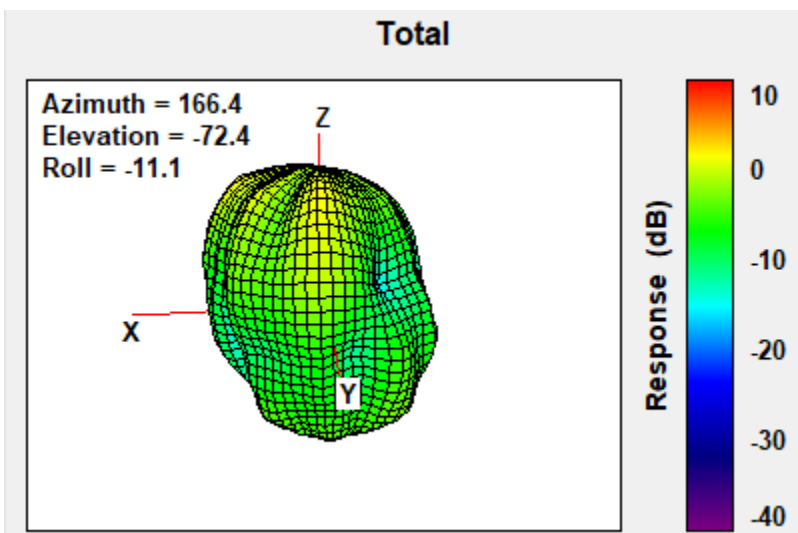 Total
Azimuth = 166.4
Elevation = -72.4
Roll = -11.1
Z
X
Y
Response (dB)
10
0
-10
-20
-30
-40